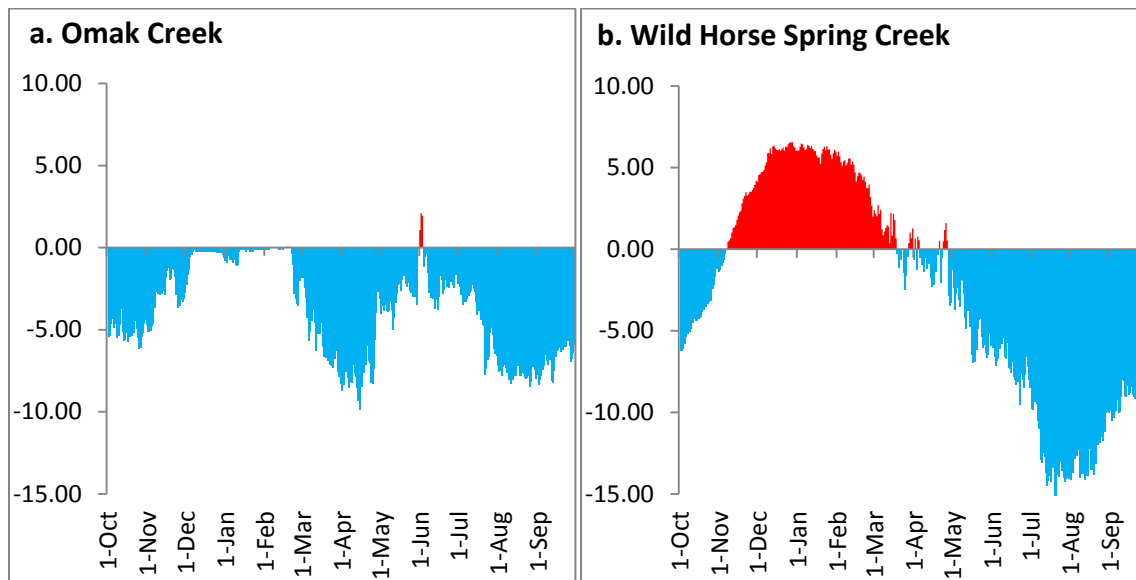 a. Omak Creek
10.00
5.00
0.00
-5.00
-10.00
-15.00
1-Oct
1-Nov
1-Dec
1-Jan
1-Feb
1-Mar
1-Apr
1-May
1-Jun
1-Jul
1-Aug
1-Sep
b. Wild Horse Spring Creek
10.00
5.00
0.00
-5.00
-10.00
-15.00
1-Oct
1-Nov
1-Dec
1-Jan
1-Feb
1-Mar
1-Apr
1-May
1-Jun
1-Jul
1-Aug
1-Sep